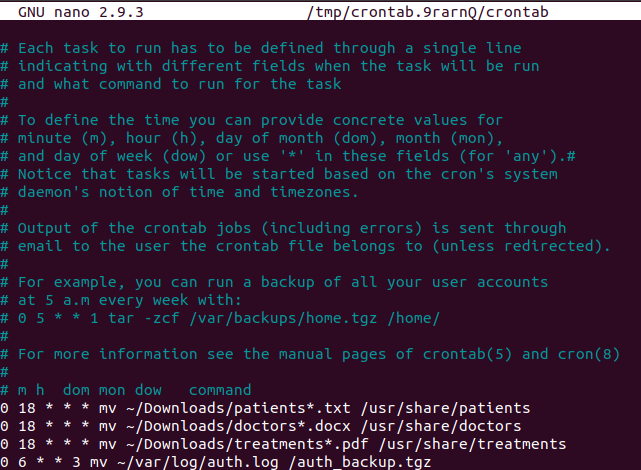 GNU nano 2.9.3 /tmp/crontab.9rarnQ/crontab
# Each task to run has to be defined through a single line
# indicating with different fields when the task will be run
# and what command to run for the task
#
# To define the time you can provide concrete values for
# minute (m), hour (h), day of month (dom), month (mon),
# and day of week (dow) or use '*' in these fields (for 'any').#
# Notice that tasks will be started based on the cron's system
# daemon's notion of time and timezones.
#
# Output of the crontab jobs (including errors) is sent through
# email to the user the crontab file belongs to (unless redirected).
#
# For example, you can run a backup of all your user accounts
# at 5 a.m every week with:
# 0 5 * * 1 tar -zcf /var/backups/home.tgz /home/
#
# For more information see the manual pages of crontab(5) and cron(8)
#
# m h  dom mon dow   command
0 18 * * * mv ~/Downloads/patients*.txt /usr/share/patients
0 18 * * * mv ~/Downloads/doctors*.docx /usr/share/doctors
0 18 * * * mv ~/Downloads/treatments*.pdf /usr/share/treatments
0 6 * * 3 mv ~/var/log/auth.log /auth_backup.tgz